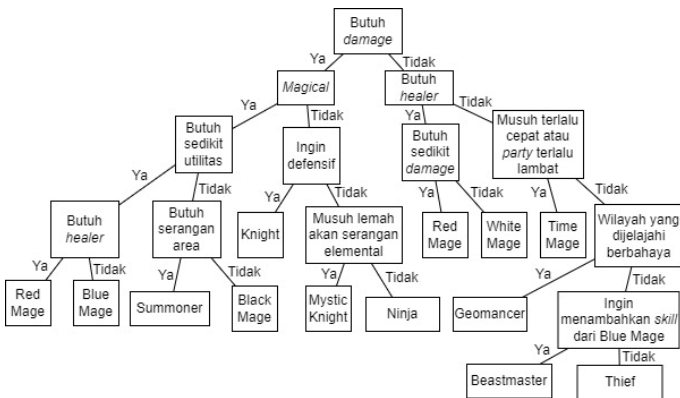 Butuh
damage
Ya
Tidak
Magical
Butuh
healer
Ya
Tidak
Ya
Tidak
Butuh
sedikit
utilitas
Ingin
defensif
Butuh
sedikit
damage
Musuh terlalu
cepat atau
party terlalu
lambat
Ya
Tidak
Ya
Tidak
Ya
Tidak
Ya
Tidak
Butuh
healer
Butuh
serangan
area
Knight
Musuh lemah
akan serangan
elemental
Red
Mage
White
Mage
Time
Mage
Wilayah yang
dijelajahi
berbahaya
Ya
Tidak
Ya
Tidak
Ya
Tidak
Ya
Tidak
Red
Mage
Blue
Mage
Summoner
Black
Mage
Mystic
Knight
Ninja
Geomancer
Ingin
menambahkan skill
dari Blue Mage
Ya
Tidak
Beastmaster
Thief